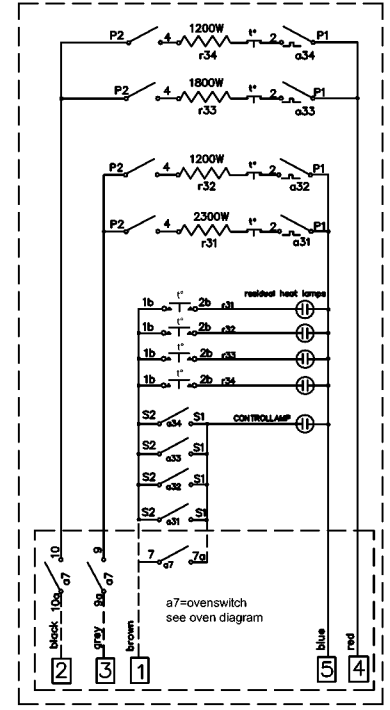 P2 4 1200W t° 2 P1
r34 a34
P2 4 1800W t° 2 P1
r33 a33
P2 4 1200W t° 2 P1
r32 a32
P2 4 2300W t° 2 P1
r31 a31
residual heat lamps
1b t° 2b r31
1b t° 2b r32
1b t° 2b r33
1b t° 2b r34
S2 a34 S1 CONTROLLAMP
S2 a33 S1
S2 a32 S1
S2 a31 S1
7 a7 7a
10 a7 10a
9 a7 9a
a7=ovenswitch
see oven diagram
black grey brown blue red
2 3 1 5 4